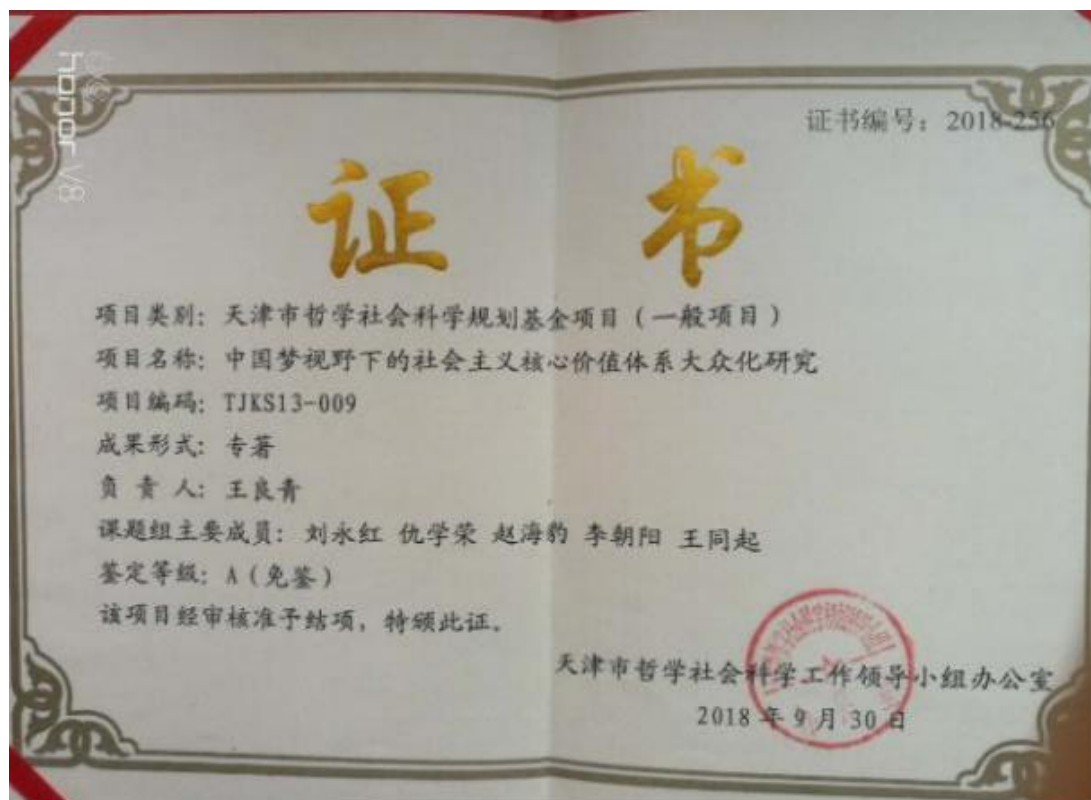 honor V8
证书编号：2018-256
证 书
项目类别：天津市哲学社会科学规划基金项目（一般项目）
项目名称：中国梦视野下的社会主义核心价值体系大众化研究
项目编码：TJKS13-009
成果形式：专著
负 责 人：王良青
课题组主要成员：刘永红 仇学荣 赵海豹 李朝阳 王同起
鉴定等级：A（免鉴）
该项目经审核准予结项，特颁此证。
天津市哲学社会科学工作领导小组办公室
2018 年 9 月 30 日